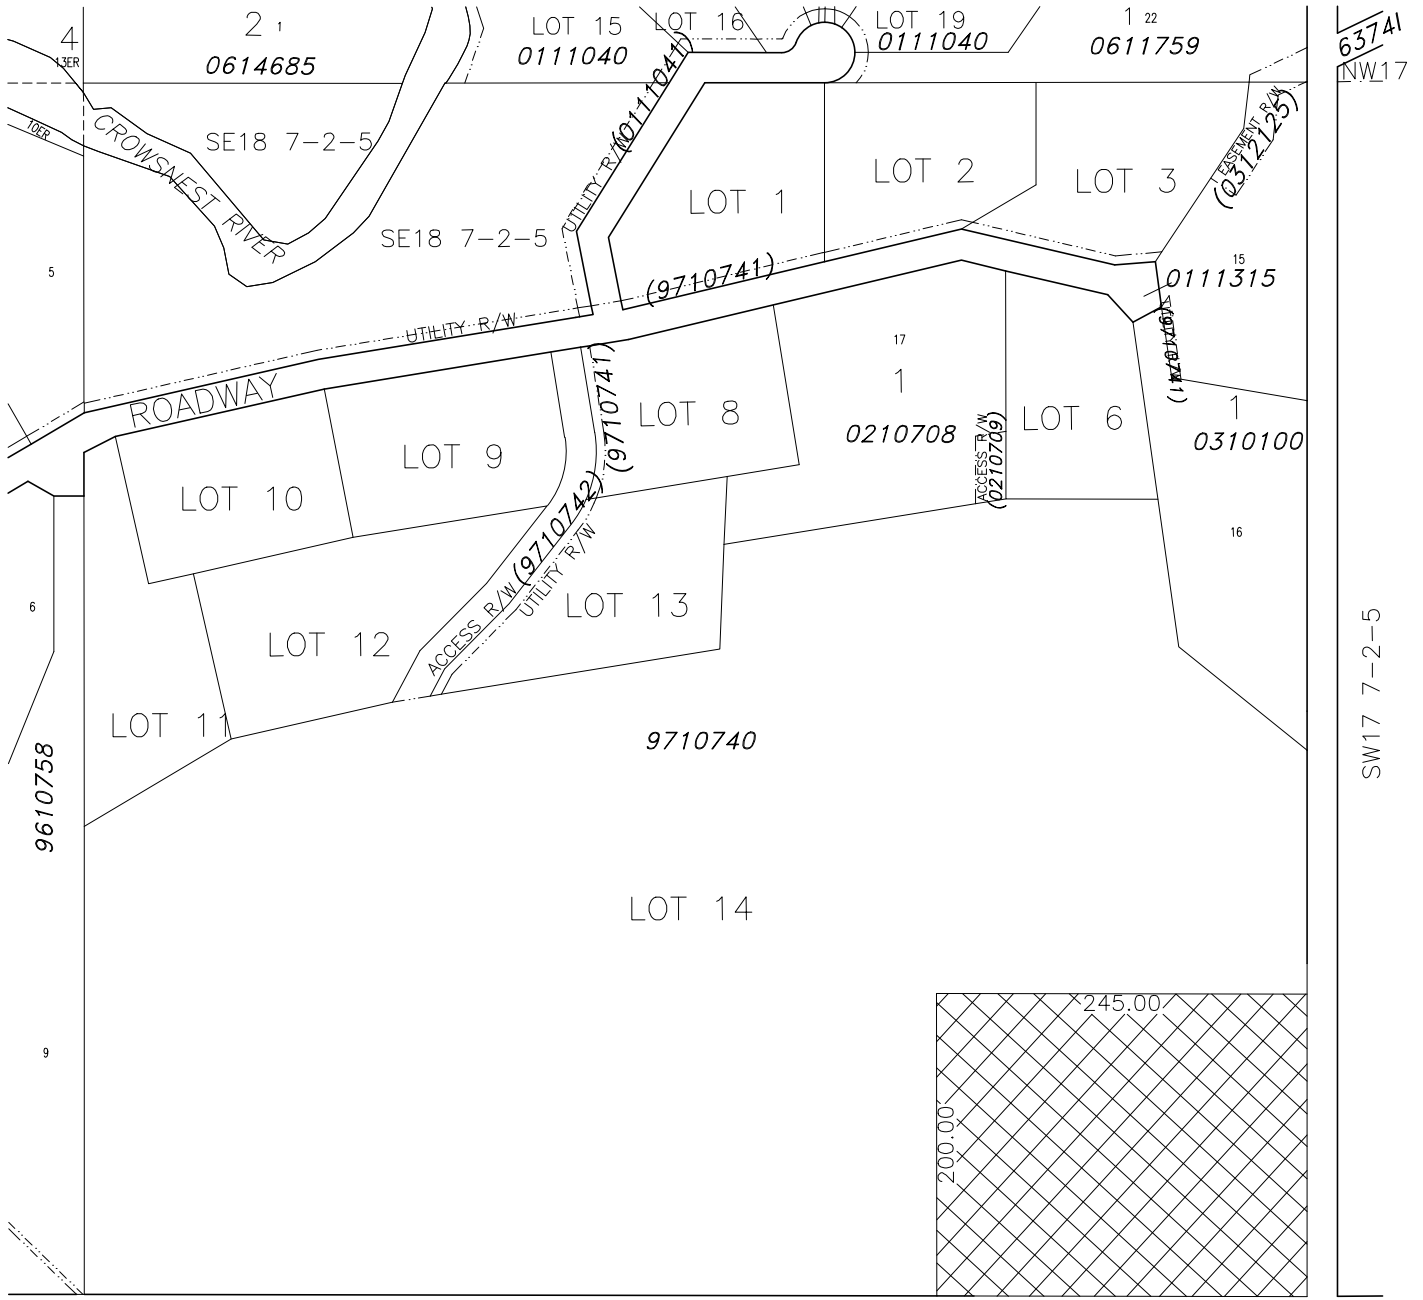 4
13ER
2 1
0614685
LOT 15
0111040
LOT 16
LOT 19
0111040
1 22
0611759
63741
NW17
10ER
CROWSNEST RIVER
SE18 7-2-5
(0111041)
UTILITY R/W
LOT 1
LOT 2
LOT 3
EASEMENT R/W
(0312125)
SE18 7-2-5
5
(9710741)
15
0111315
UTILITY R/W
(9710741)
17
1
0210708
ROADWAY
LOT 8
(9710741)
LOT 6
ACCESS R/W
(0210709)
1
0310100
LOT 9
LOT 10
(9710742)
UTILITY R/W
ACCESS R/W
16
6
LOT 13
LOT 12
LOT 11
SW17 7-2-5
9710740
9610758
LOT 14
245.00
200.00
9